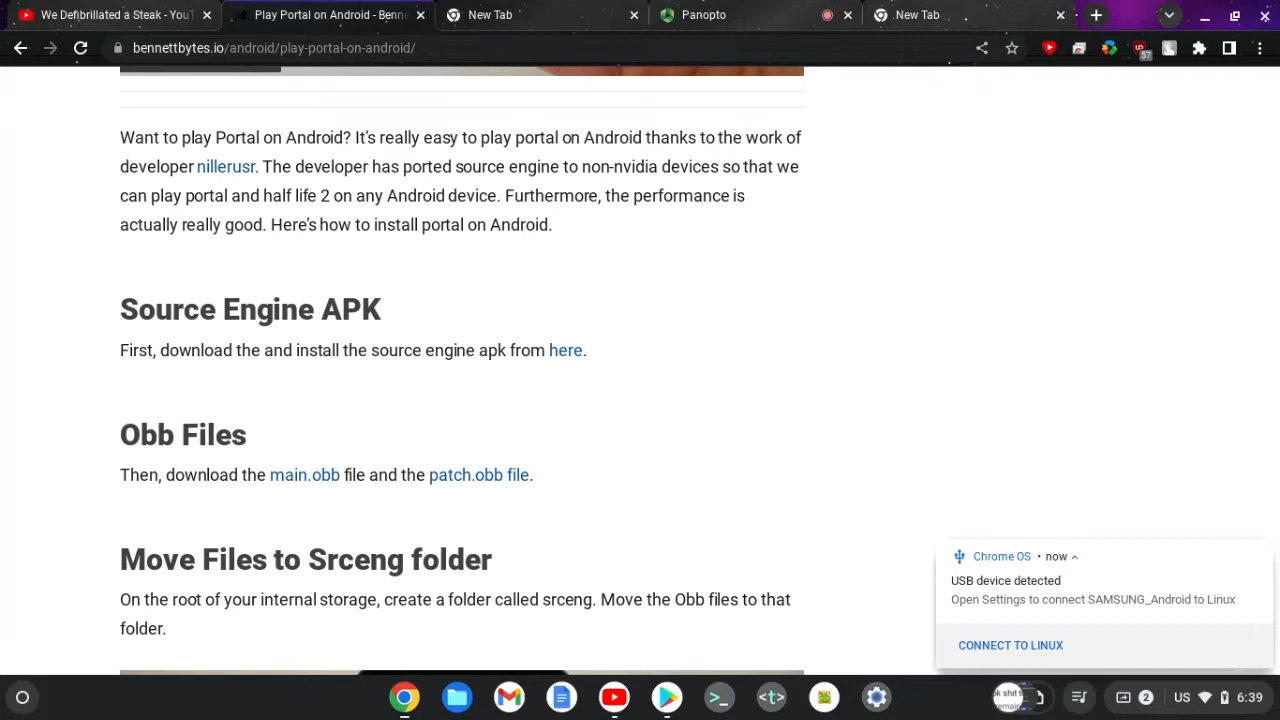 We Defibrillated a Steak - YouT
Play Portal on Android - Benne
New Tab
Panopto
New Tab
bennettbytes.io/android/play-portal-on-android/
57
Want to play Portal on Android? It's really easy to play portal on Android thanks to the work of
developer nillerusr. The developer has ported source engine to non-nvidia devices so that we
can play portal and half life 2 on any Android device. Furthermore, the performance is
actually really good. Here's how to install portal on Android.
Source Engine APK
First, download the and install the source engine apk from here.
Obb Files
Then, download the main.obb file and the patch.obb file.
Move Files to Srceng folder
On the root of your internal storage, create a folder called srceng. Move the Obb files to that
folder.
Chrome OS • now
USB device detected
Open Settings to connect SAMSUNG_Android to Linux
CONNECT TO LINUX
2
US
6:39